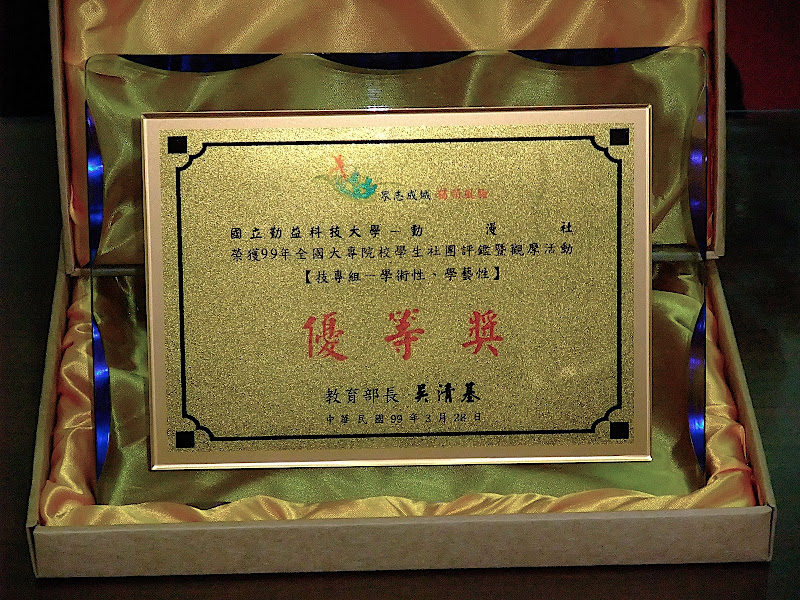 眾志成城
國立勤益科技大學－動 漫 社
榮獲99年全國大專院校學生社團評鑑暨觀摩活動
【技專組－學術性、學藝性】
優等獎
教育部長 吳清基
中華民國99年3月28日